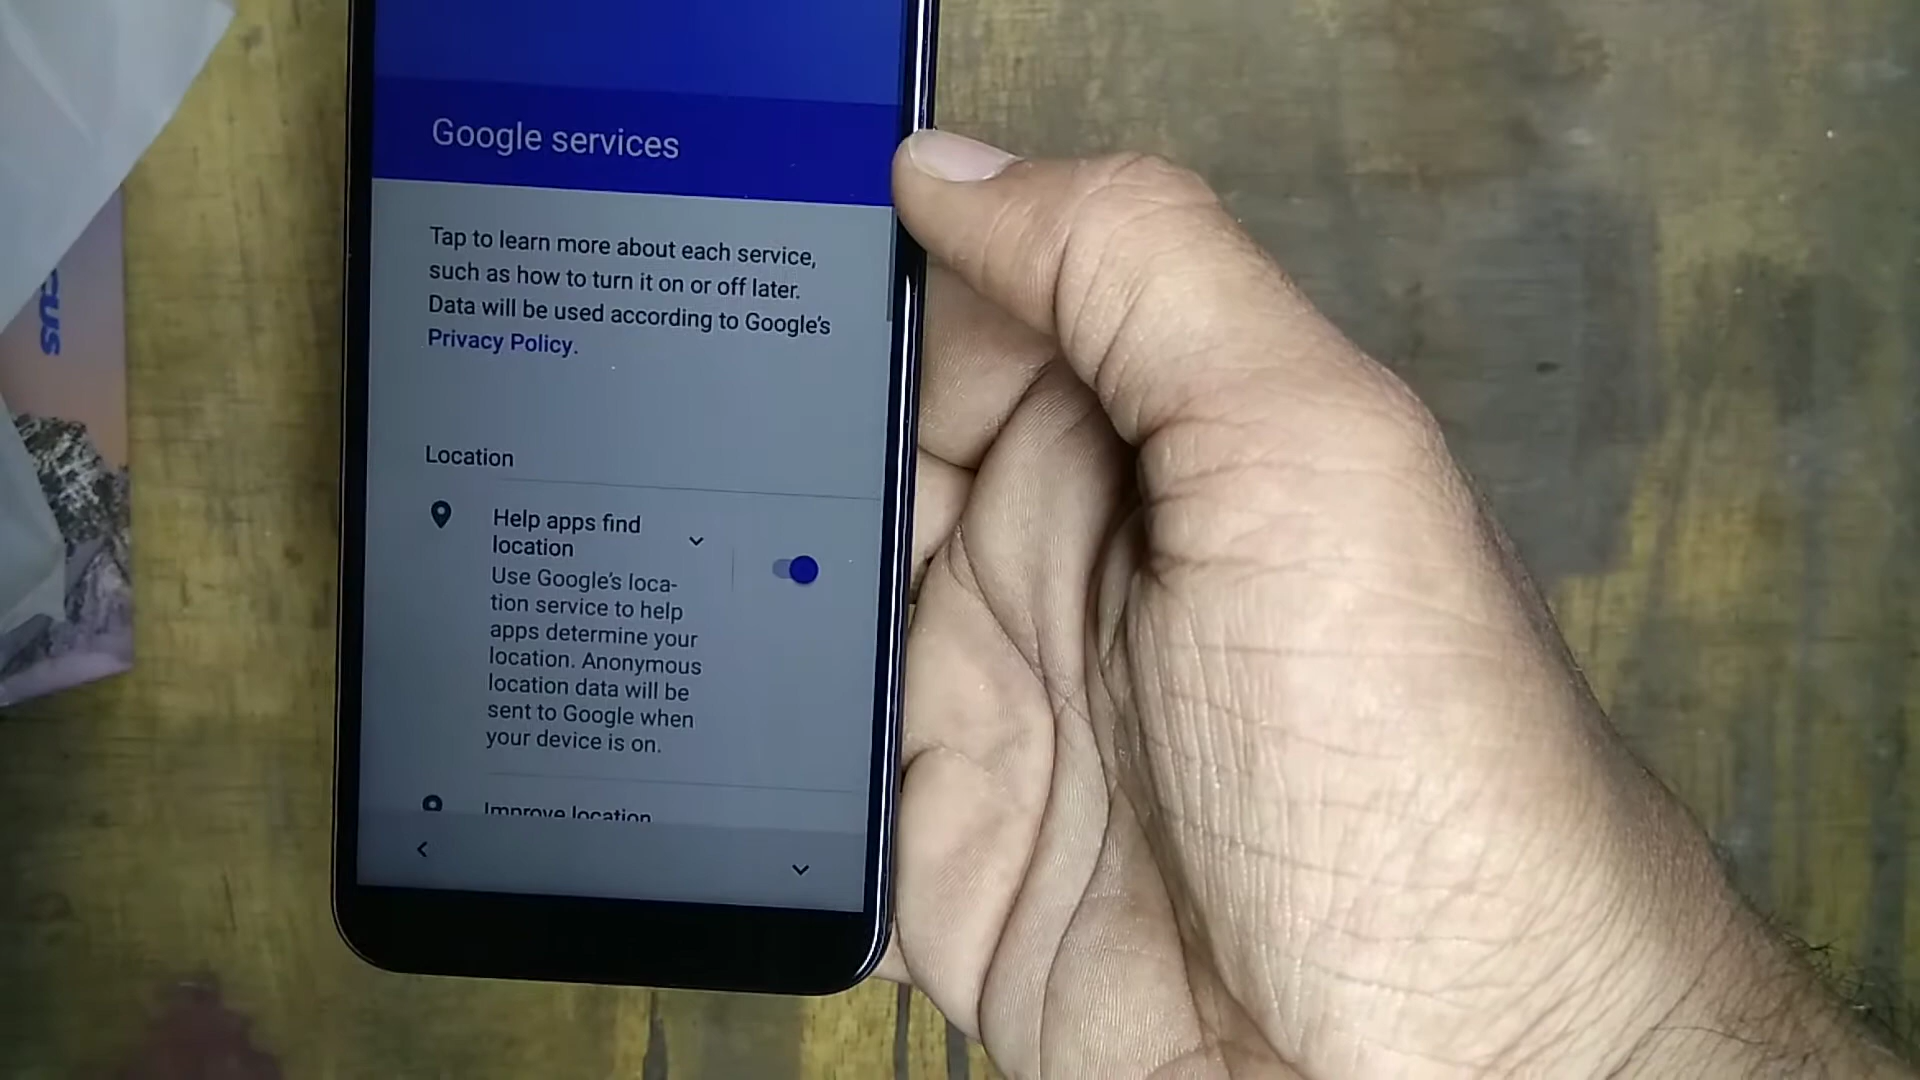 Google services
Tap to learn more about each service,
such as how to turn it on or off later.
Data will be used according to Google's
Privacy Policy.
Location
Help apps find
location
Use Google's loca-
tion service to help
apps determine your
location. Anonymous
location data will be
sent to Google when
your device is on.
Improve location